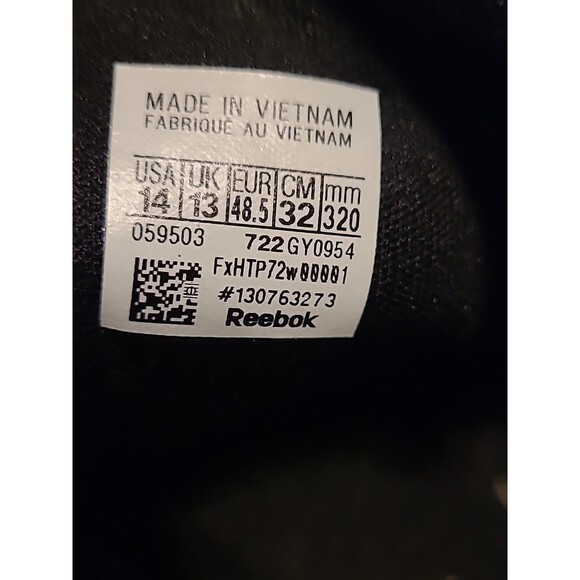 MADE IN VIETNAM
FABRIQUÉ AU VIETNAM
USA UK EUR CM mm
14 13 48.5 32 320
059503 722 GY0954
FxHTP72w00001
#130763273
Reebok